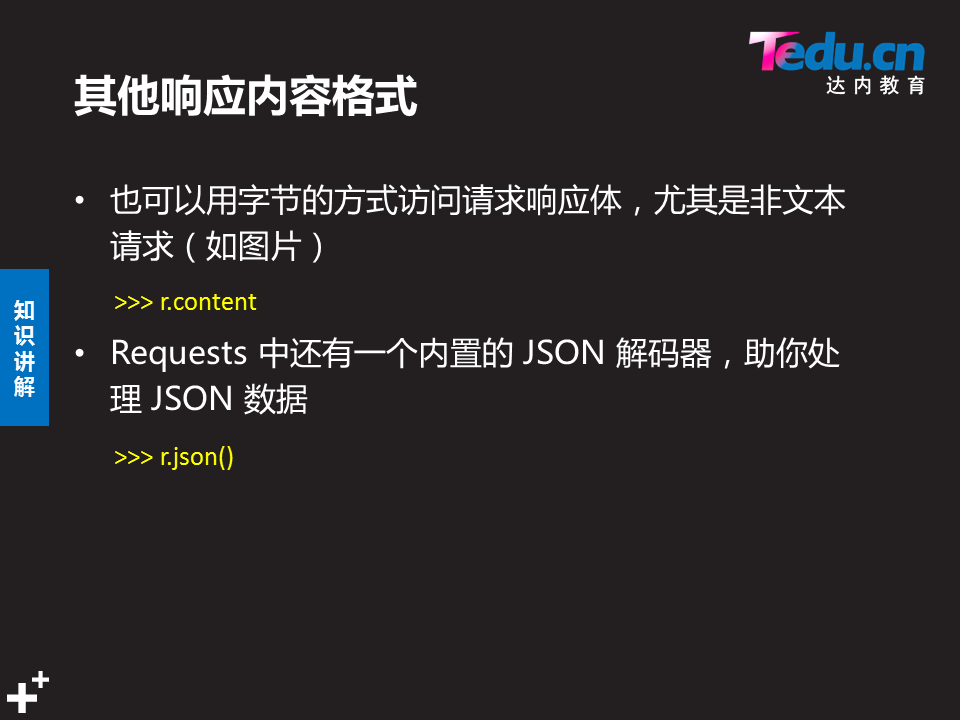 Tedu.cn
达内教育
其他响应内容格式
• 也可以用字节的方式访问请求响应体，尤其是非文本
请求（如图片）
>>> r.content
• Requests 中还有一个内置的 JSON 解码器，助你处
理 JSON 数据
>>> r.json()
知
识
讲
解